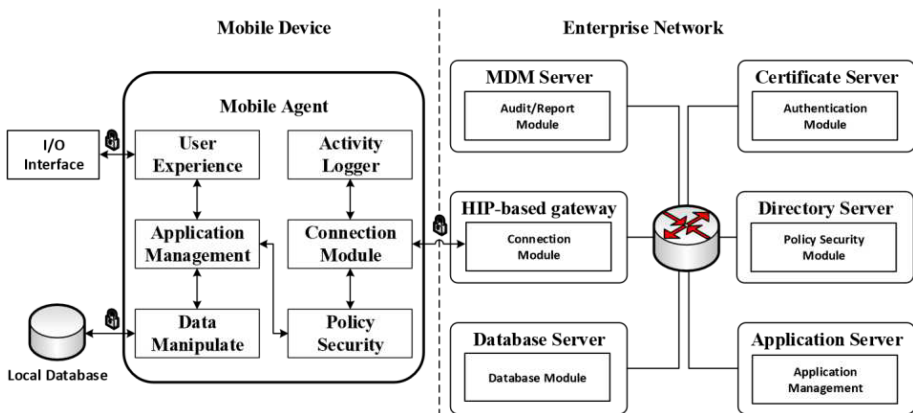 Mobile Device
Enterprise Network
Mobile Agent
I/O
Interface
User
Experience
Activity
Logger
Application
Management
Connection
Module
Data
Manipulate
Policy
Security
Local Database
MDM Server
Audit/Report
Module
Certificate Server
Authentication
Module
HIP-based gateway
Connection
Module
Directory Server
Policy Security
Module
Database Server
Database Module
Application Server
Application
Management